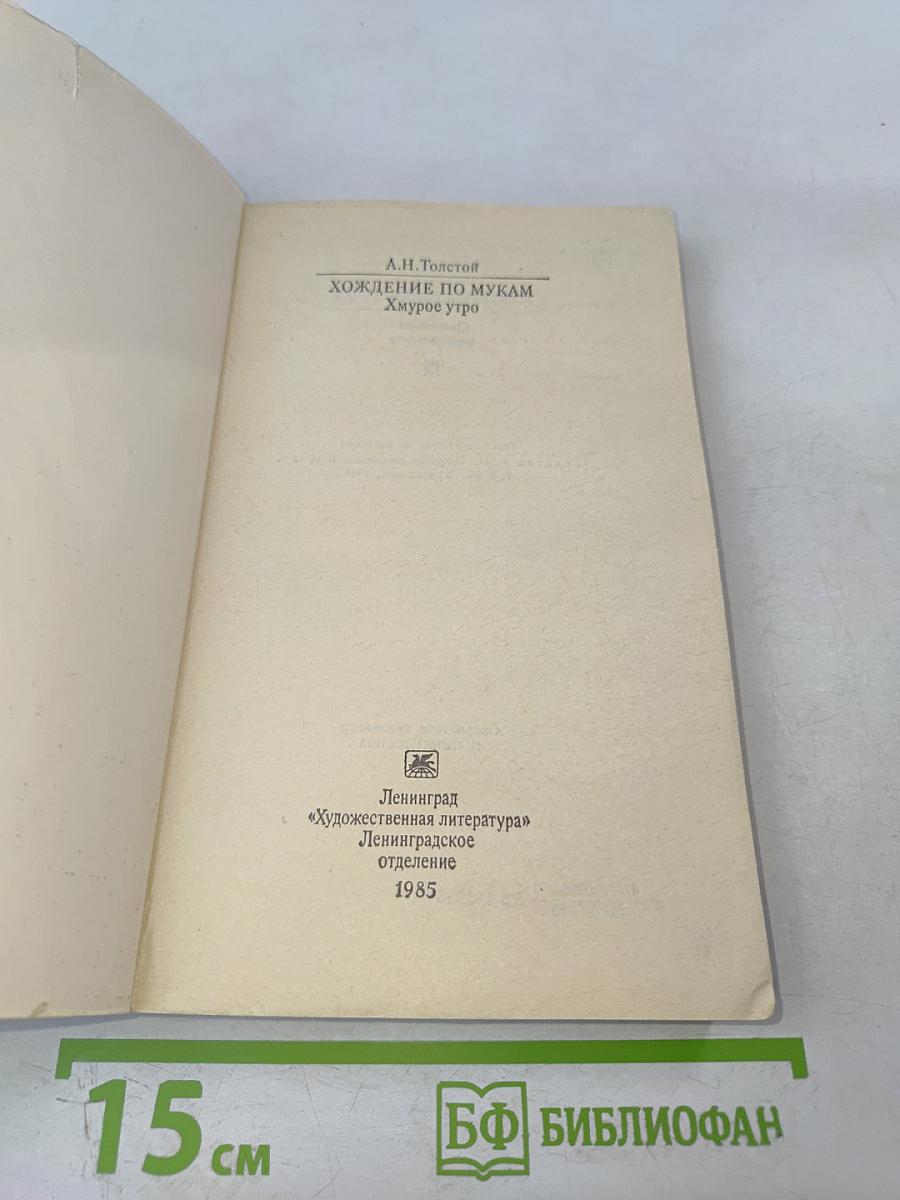 А.Н.Толстой
ХОЖДЕНИЕ ПО МУКАМ
Хмурое утро
Ленинград
«Художественная литература»
Ленинградское
отделение
1985
15 см
БФ БИБЛИОФАН